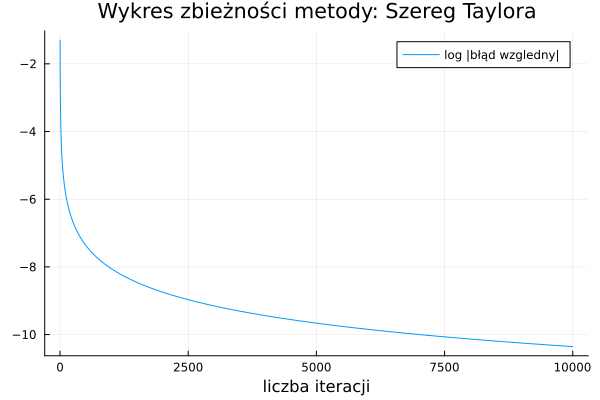 Wykres zbieżności metody: Szereg Taylora
log |błąd wzgledny|
−2
−4
−6
−8
−10
0 2500 5000 7500 10000
liczba iteracji